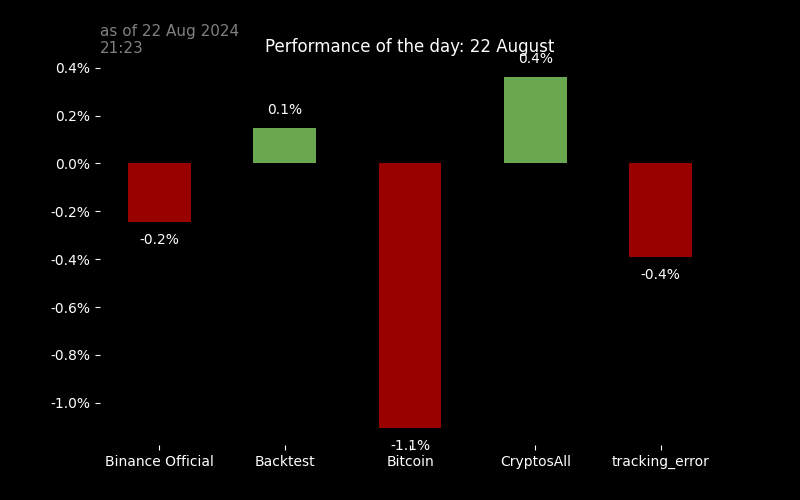 as of 22 Aug 2024
21:23
Performance of the day: 22 August
0.4%
0.2%
0.0%
-0.2%
-0.4%
-0.6%
-0.8%
-1.0%
-0.2%
0.1%
-1.1%
0.4%
-0.4%
Binance Official
Backtest
Bitcoin
CryptosAll
tracking_error